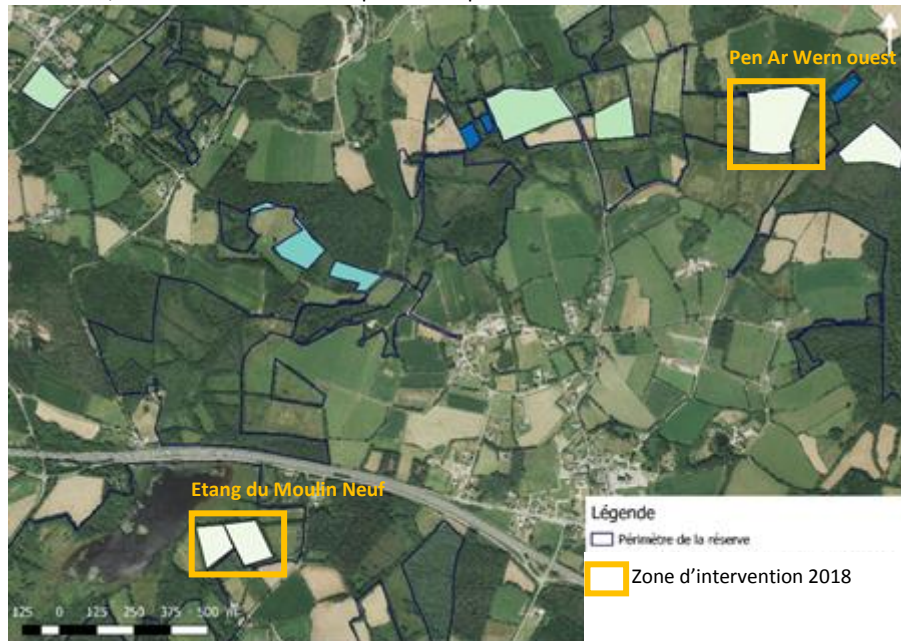 Pen Ar Wern ouest
Etang du Moulin Neuf
Légende
Périmètre de la réserve
Zone d’intervention 2018
125 0 125 250 375 500 m